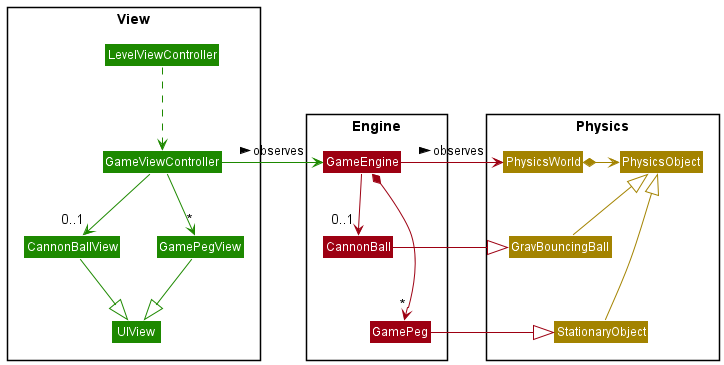 View
LevelViewController
Engine
Physics
observes
observes
GameViewController
GameEngine
PhysicsWorld
PhysicsObject
0..1
*
0..1
CannonBallView
GamePegView
CannonBall
GravBouncingBall
*
UIView
GamePeg
StationaryObject